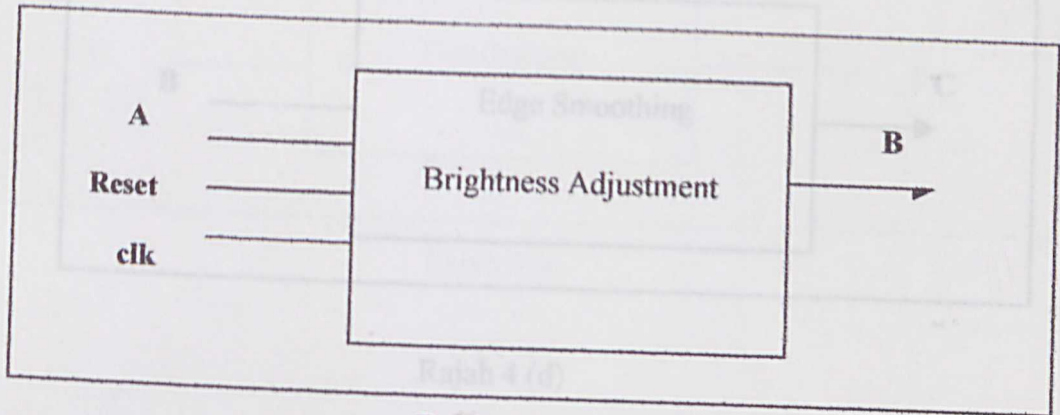 B
Edge Smoothing
C
A
B
Reset
Brightness Adjustment
clk
Rajah 4 (d)